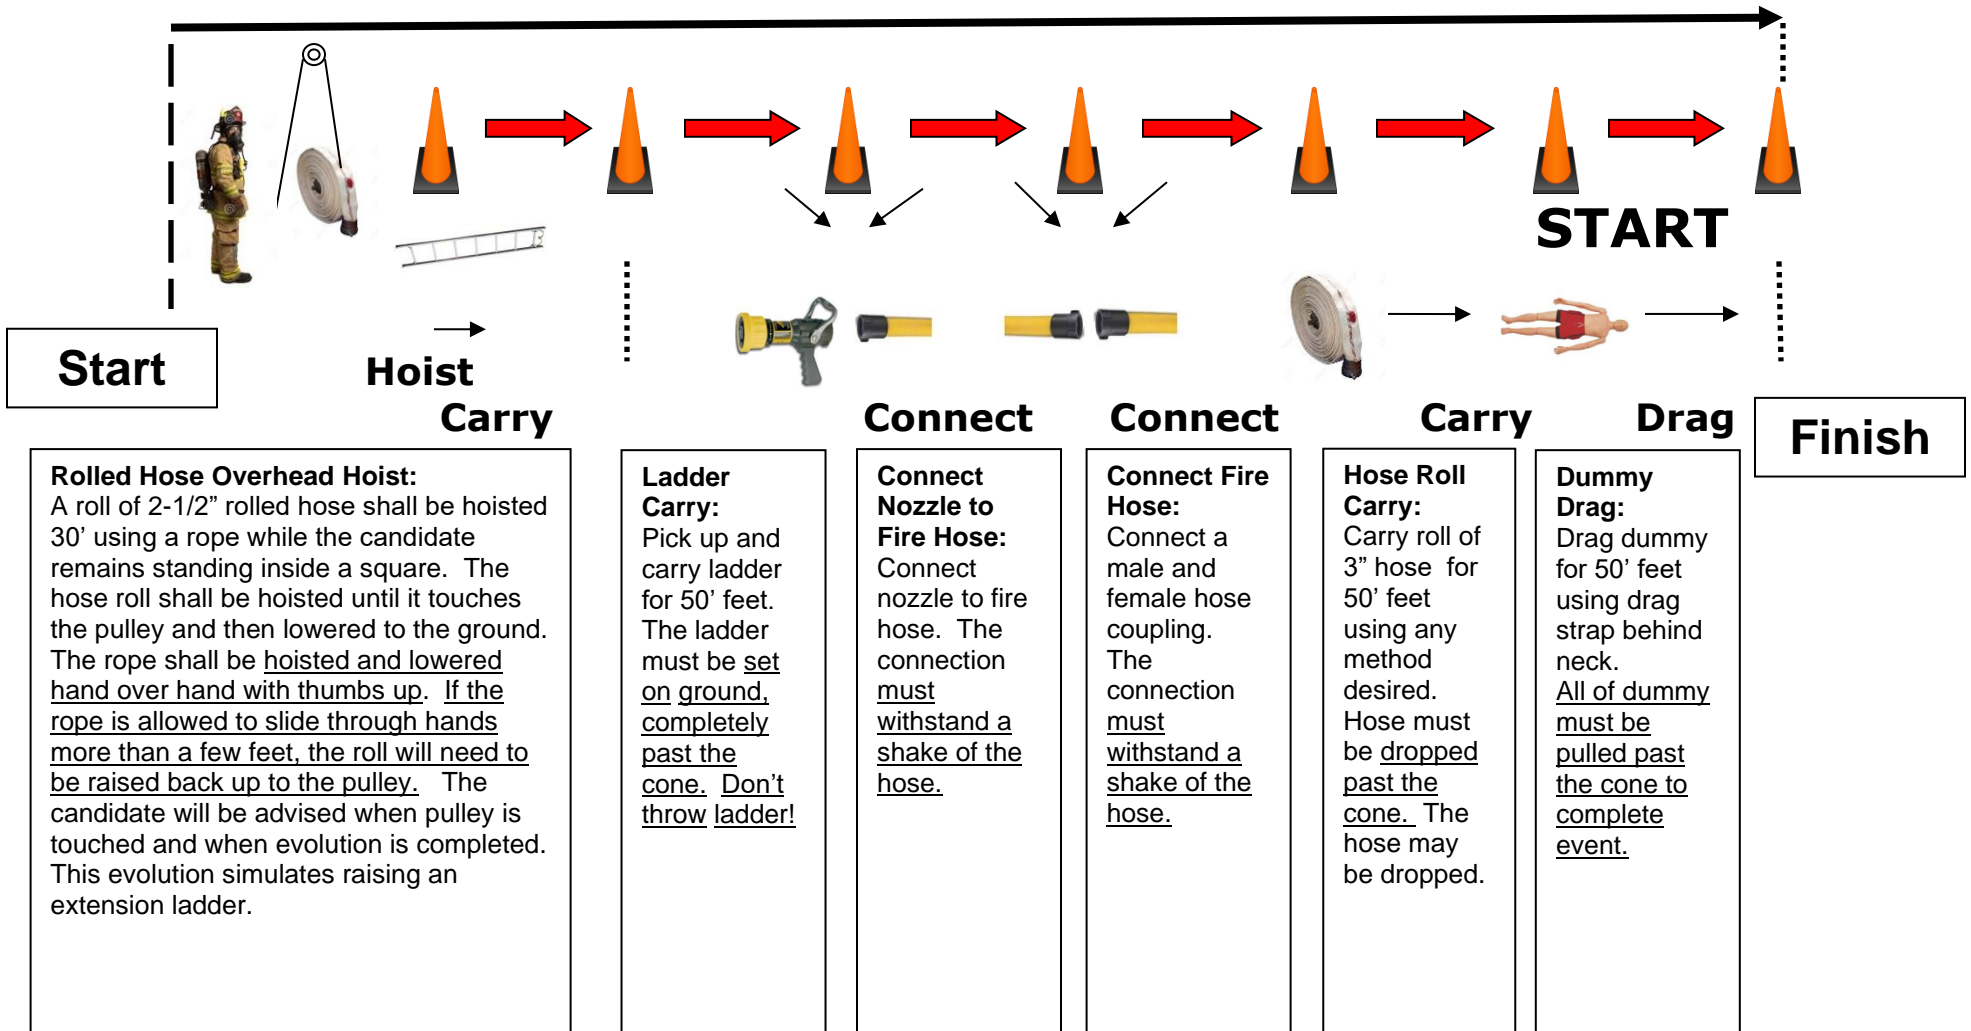 START
Start
Hoist
Carry
Connect
Connect
Carry
Drag
Finish
Rolled Hose Overhead Hoist:
A roll of 2-1/2” rolled hose shall be hoisted
30’ using a rope while the candidate
remains standing inside a square.  The
hose roll shall be hoisted until it touches
the pulley and then lowered to the ground.
The rope shall be hoisted and lowered
hand over hand with thumbs up.  If the
rope is allowed to slide through hands
more than a few feet, the roll will need to
be raised back up to the pulley.   The
candidate will be advised when pulley is
touched and when evolution is completed.
This evolution simulates raising an
extension ladder.
Ladder
Carry:
Pick up and
carry ladder
for 50’ feet.
The ladder
must be set
on ground,
completely
past the
cone.  Don’t
throw ladder!
Connect
Nozzle to
Fire Hose:
Connect
nozzle to fire
hose.  The
connection
must
withstand a
shake of the
hose.
Connect Fire
Hose:
Connect a
male and
female hose
coupling.
The
connection
must
withstand a
shake of the
hose.
Hose Roll
Carry:
Carry roll of
3” hose  for
50’ feet
using any
method
desired.
Hose must
be dropped
past the
cone.  The
hose may
be dropped.
Dummy
Drag:
Drag dummy
for 50’ feet
using drag
strap behind
neck.
All of dummy
must be
pulled past
the cone to
complete
event.